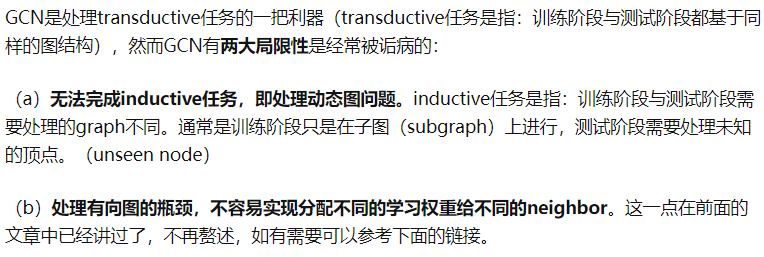 GCN是处理transductive任务的一把利器（transductive任务是指：训练阶段与测试阶段都基于同
样的图结构），然而GCN有两大局限性是经常被诟病的：
（a）无法完成inductive任务，即处理动态图问题。inductive任务是指：训练阶段与测试阶段需
要处理的graph不同。通常是训练阶段只是在子图（subgraph）上进行，测试阶段需要处理未知
的顶点。（unseen node）
（b）处理有向图的瓶颈，不容易实现分配不同的学习权重给不同的neighbor。这一点在前面的
文章中已经讲过了，不再赘述，如有需要可以参考下面的链接。